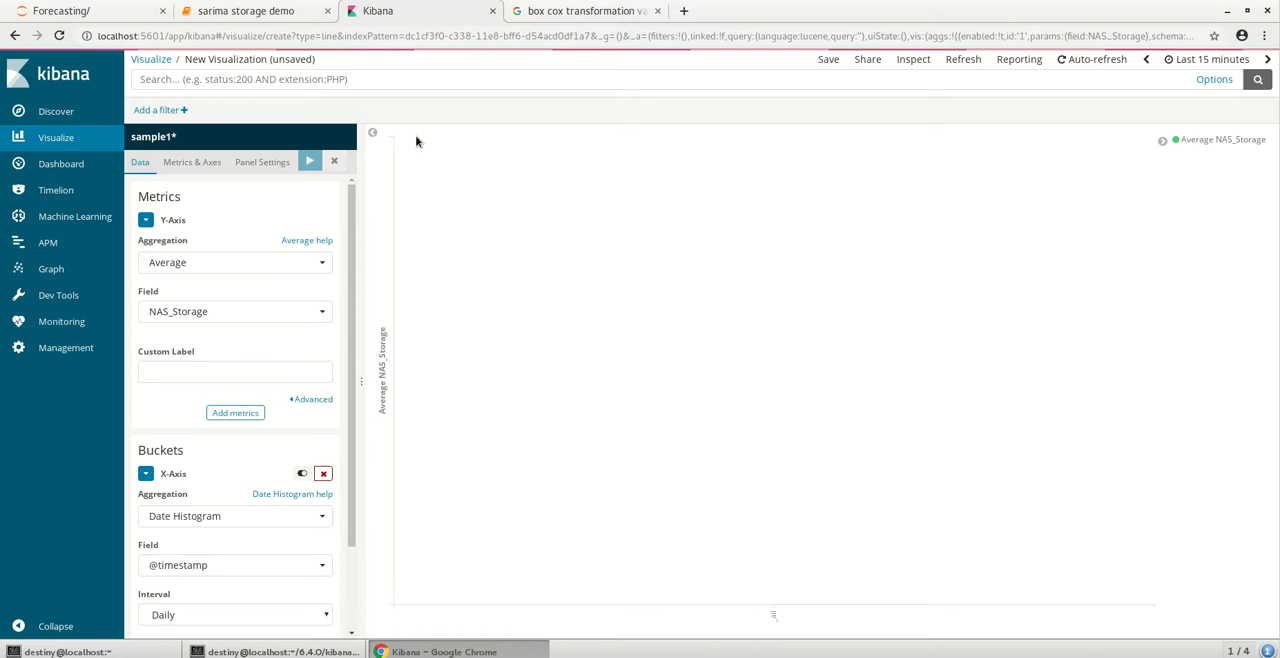 Forecasting/
sarima storage demo
Kibana
box cox transformation va
localhost:5601/app/kibana#/visualize/create?type=line&indexPattern=dc1cf3f0-c338-11e8-bff6-d54acd0df1a7&_g=()&_a=(filters:!(),linked:!f,query:(language:lucene,query:''),uiState:(),vis:(aggs:!((enabled:!t,id:'1',params:(field:NAS_Storage),schema:...
kibana
Visualize / New Visualization (unsaved)
Save Share Inspect Refresh Reporting Auto-refresh Last 15 minutes
Search... (e.g. status:200 AND extension:PHP)
Options
Add a filter
Discover
Visualize
Dashboard
Timelion
Machine Learning
APM
Graph
Dev Tools
Monitoring
Management
Collapse
sample1*
Data Metrics & Axes Panel Settings
Metrics
Y-Axis
Aggregation Average help
Average
Field
NAS_Storage
Custom Label
Advanced
Add metrics
Buckets
X-Axis
Aggregation Date Histogram help
Date Histogram
Field
@timestamp
Interval
Daily
Average NAS_Storage
_all
Average NAS_Storage
destiny@localhost:~
destiny@localhost:~/6.4.0/kibana...
Kibana – Google Chrome
1 / 4
1